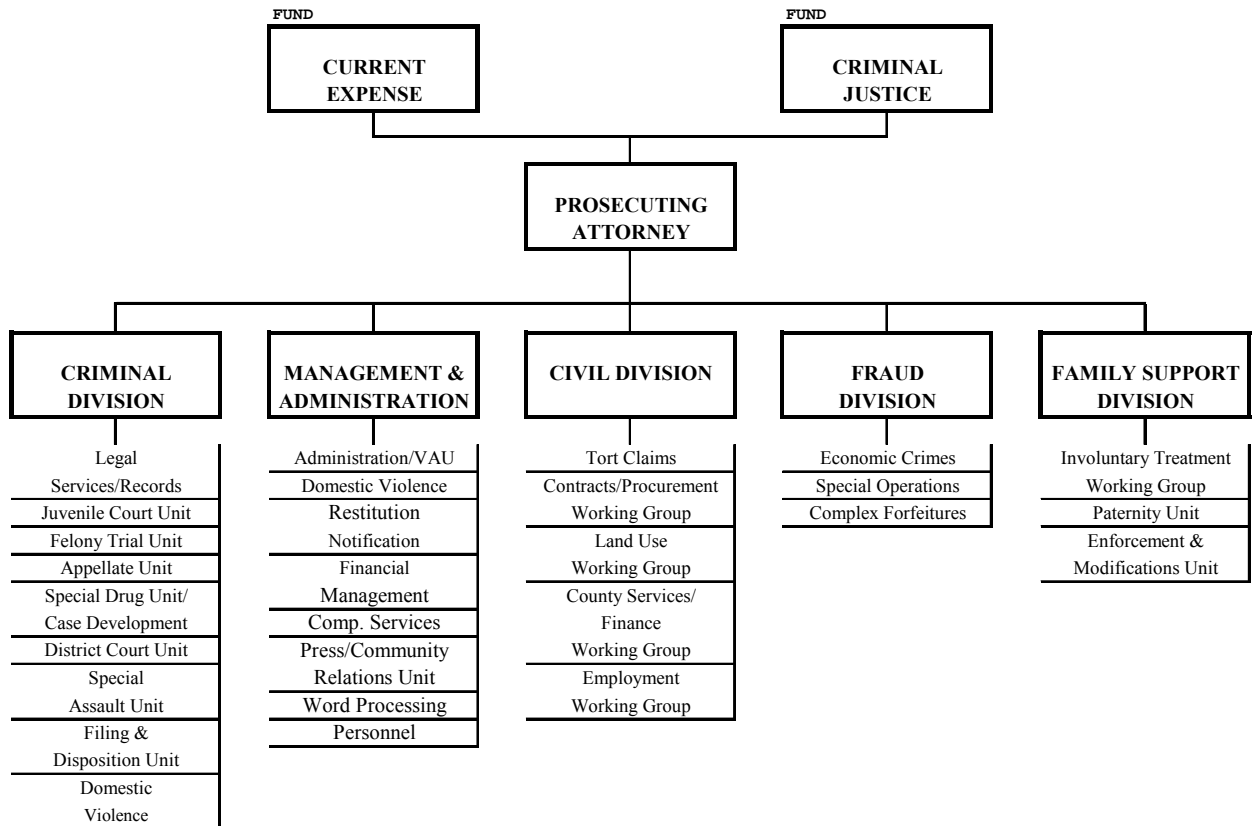 FUND
CURRENT
EXPENSE
FUND
CRIMINAL
JUSTICE
PROSECUTING
ATTORNEY
CRIMINAL
DIVISION
Legal
Services/Records
Juvenile Court Unit
Felony Trial Unit
Appellate Unit
Special Drug Unit/
Case Development
District Court Unit
Special
Assault Unit
Filing &
Disposition Unit
Domestic
Violence
MANAGEMENT &
ADMINISTRATION
Administration/VAU
Domestic Violence
Restitution
Notification
Financial
Management
Comp. Services
Press/Community
Relations Unit
Word Processing
Personnel
CIVIL DIVISION
Tort Claims
Contracts/Procurement
Working Group
Land Use
Working Group
County Services/
Finance
Working Group
Employment
Working Group
FRAUD
DIVISION
Economic Crimes
Special Operations
Complex Forfeitures
FAMILY SUPPORT
DIVISION
Involuntary Treatment
Working Group
Paternity Unit
Enforcement &
Modifications Unit